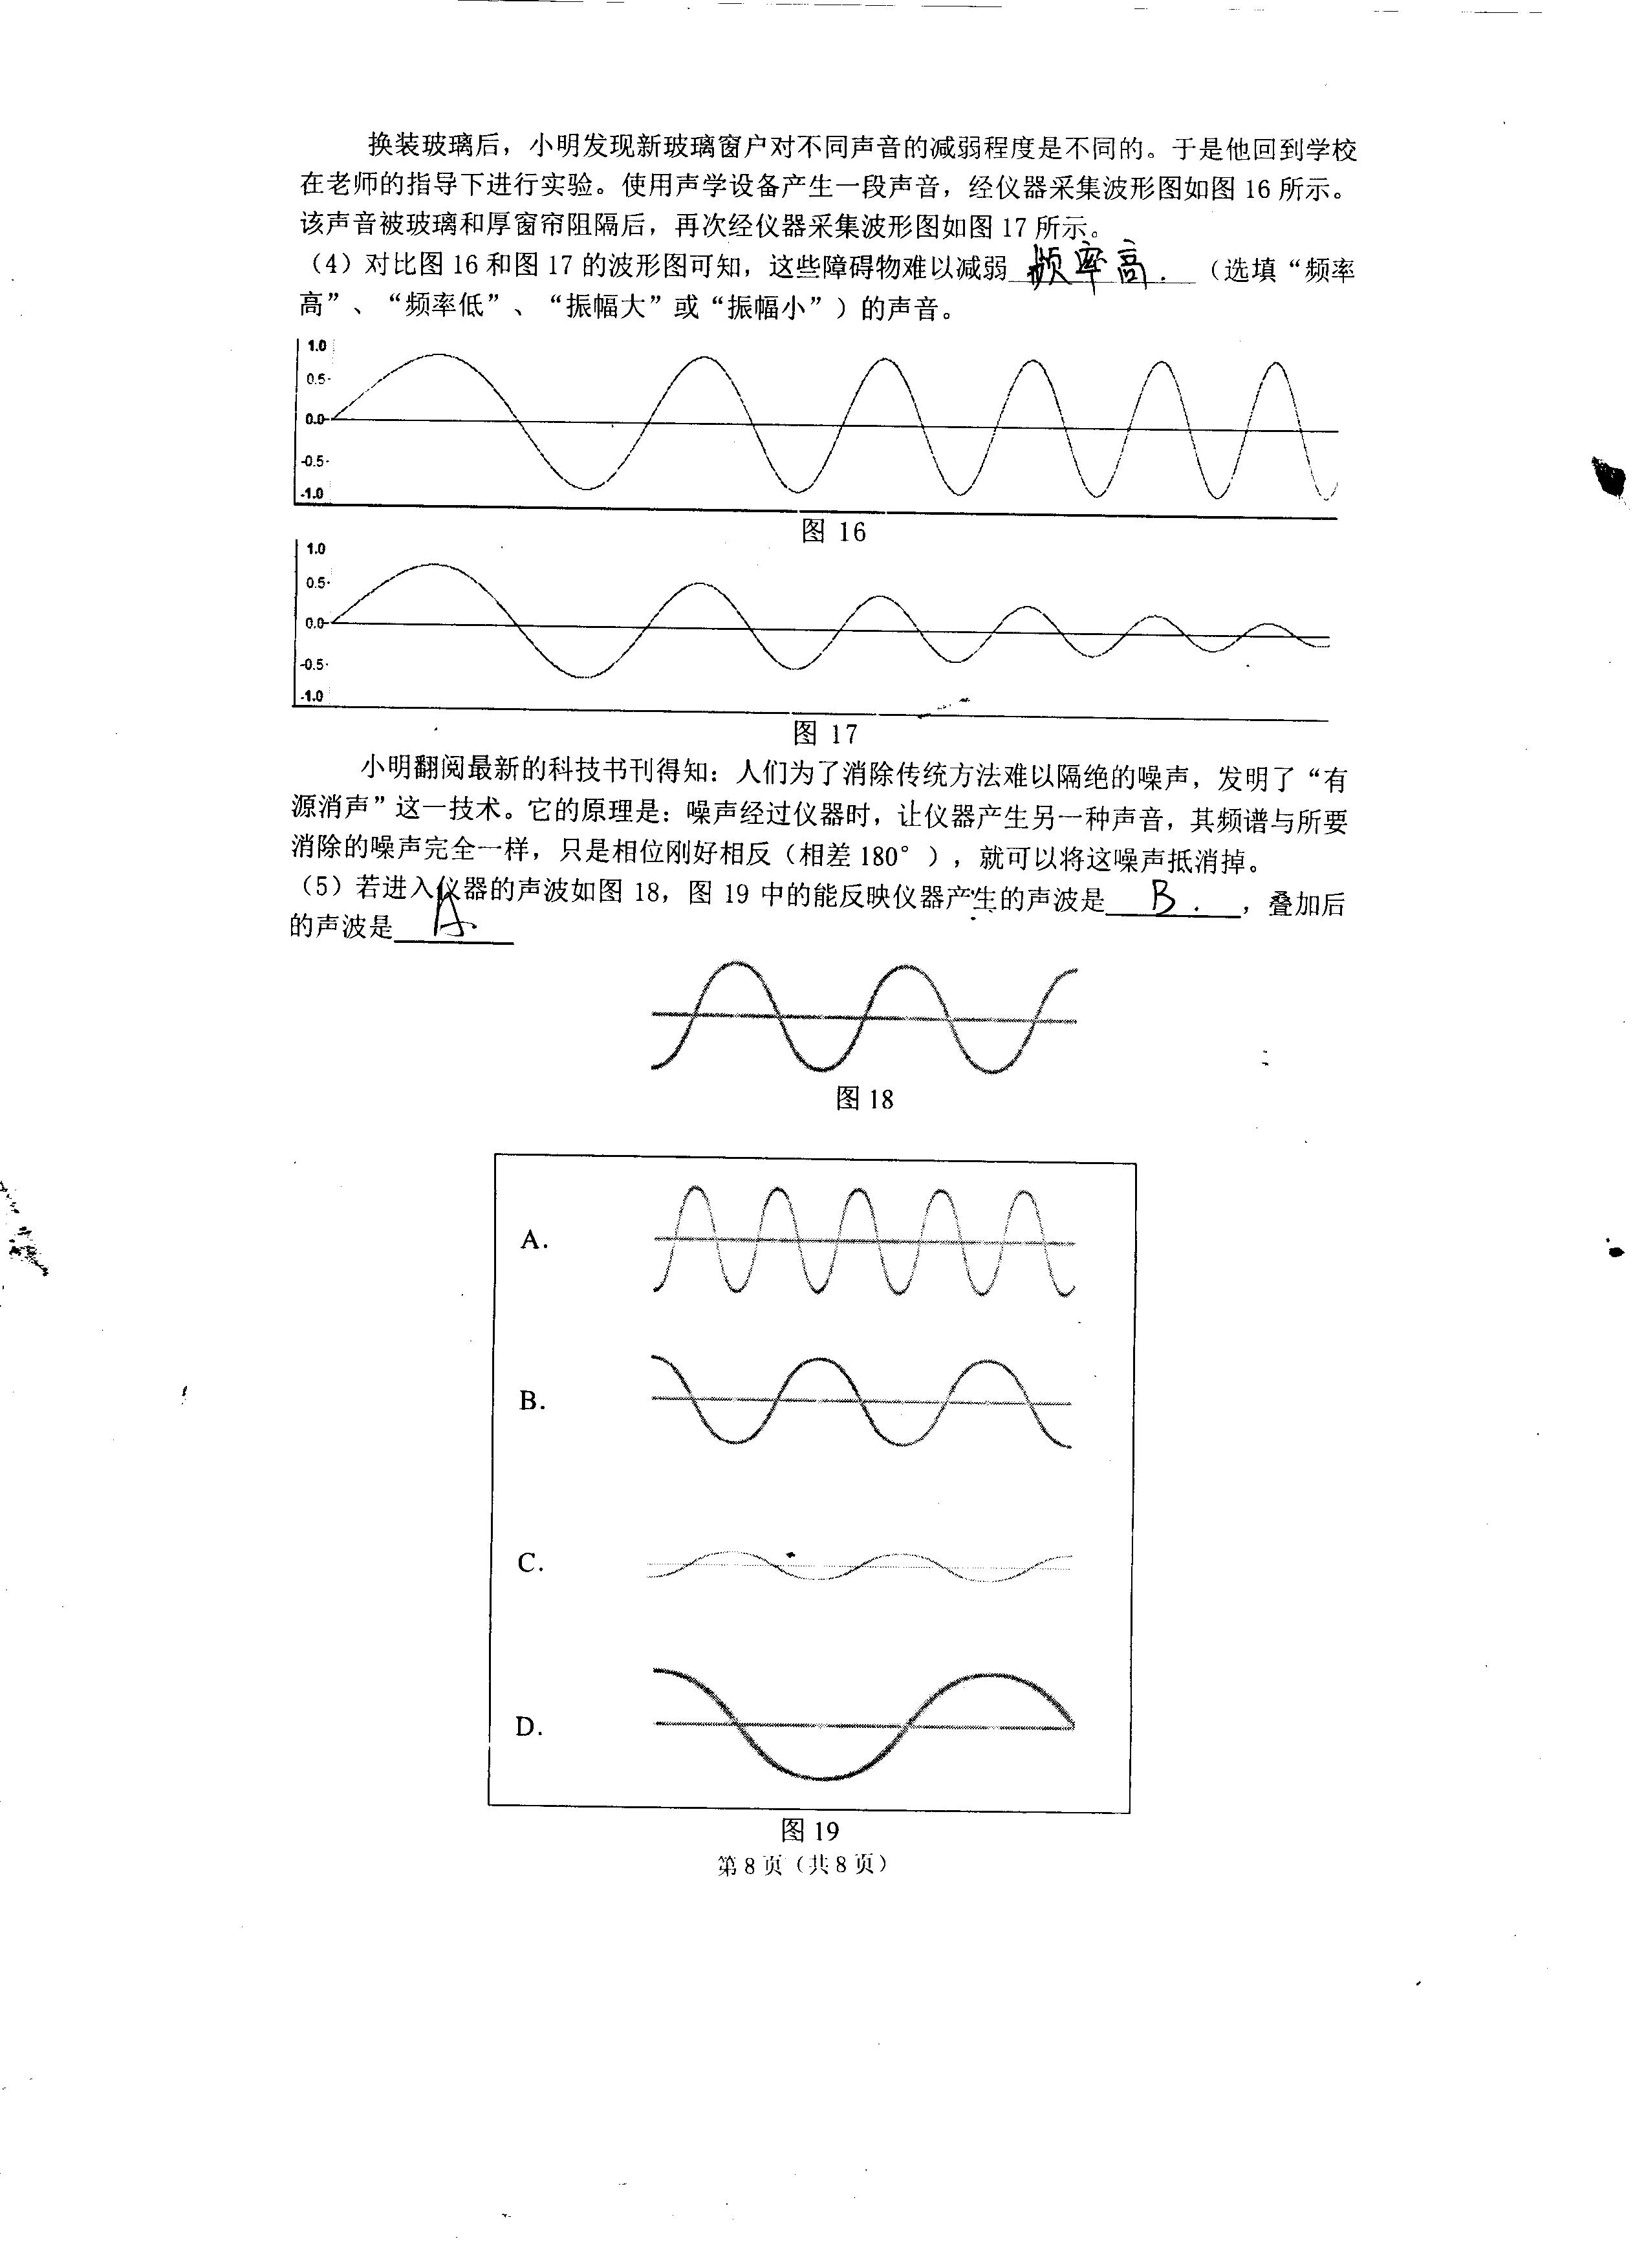 换装玻璃后，小明发现新玻璃窗户对不同声音的减弱程度是不同的。于是他回到学校
在老师的指导下进行实验。使用声学设备产生一段声音，经仪器采集波形图如图 16 所示。
该声音被玻璃和厚窗帘阻隔后，再次经仪器采集波形图如图 17 所示。
（4）对比图 16 和图 17 的波形图可知，这些障碍物难以减弱 频率高. （选填“频率
高”、“频率低”、“振幅大”或“振幅小”）的声音。
1.0
0.5
0.0
-0.5
-1.0
图 16
1.0
0.5
0.0
-0.5
-1.0
图 17
小明翻阅最新的科技书刊得知：人们为了消除传统方法难以隔绝的噪声，发明了“有
源消声”这一技术。它的原理是：噪声经过仪器时，让仪器产生另一种声音，其频谱与所要
消除的噪声完全一样，只是相位刚好相反（相差 180°），就可以将这噪声抵消掉。
（5）若进入仪器的声波如图 18，图 19 中的能反映仪器产生的声波是 B. ，叠加后
的声波是 A.
图 18
A.
B.
C.
D.
图 19
第 8 页（共 8 页）